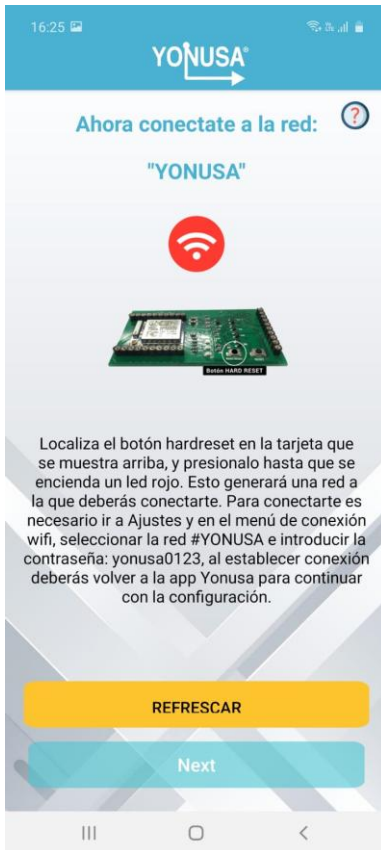 16:25
YONUSA®
Ahora conectate a la red:
"YONUSA"
Botón HARD RESET
Localiza el botón hardreset en la tarjeta que
se muestra arriba, y presionalo hasta que se
encienda un led rojo. Esto generará una red a
la que deberás conectarte. Para conectarte es
necesario ir a Ajustes y en el menú de conexión
wifi, seleccionar la red #YONUSA e introducir la
contraseña: yonusa0123, al establecer conexión
deberás volver a la app Yonusa para continuar
con la configuración.
REFRESCAR
Next